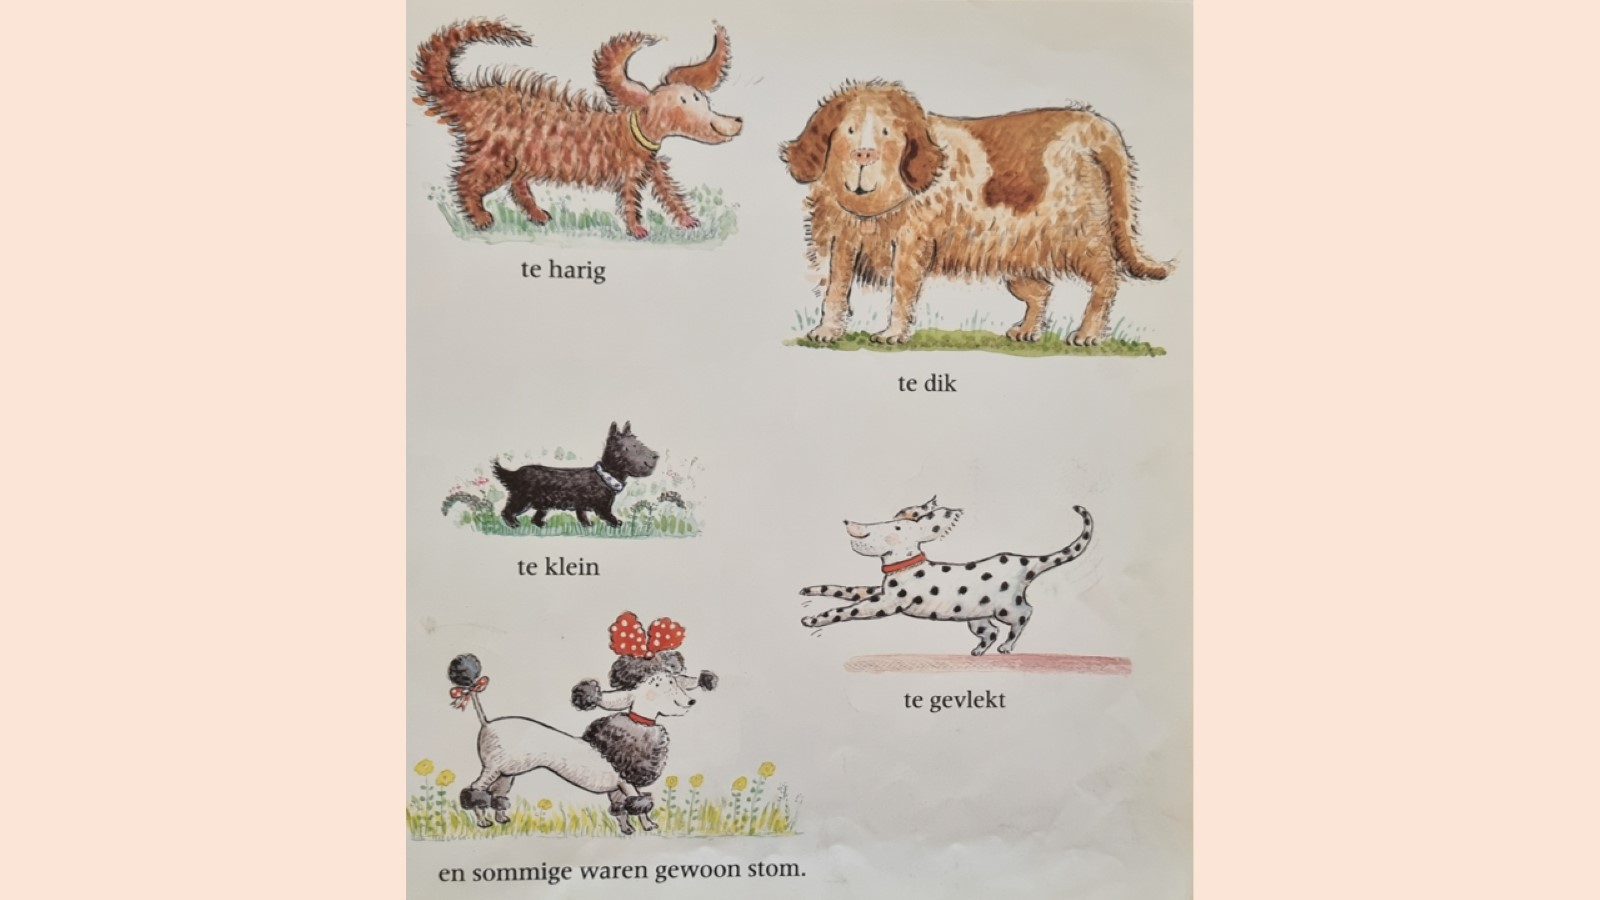 te harig
te dik
te klein
te gevlekt
en sommige waren gewoon stom.